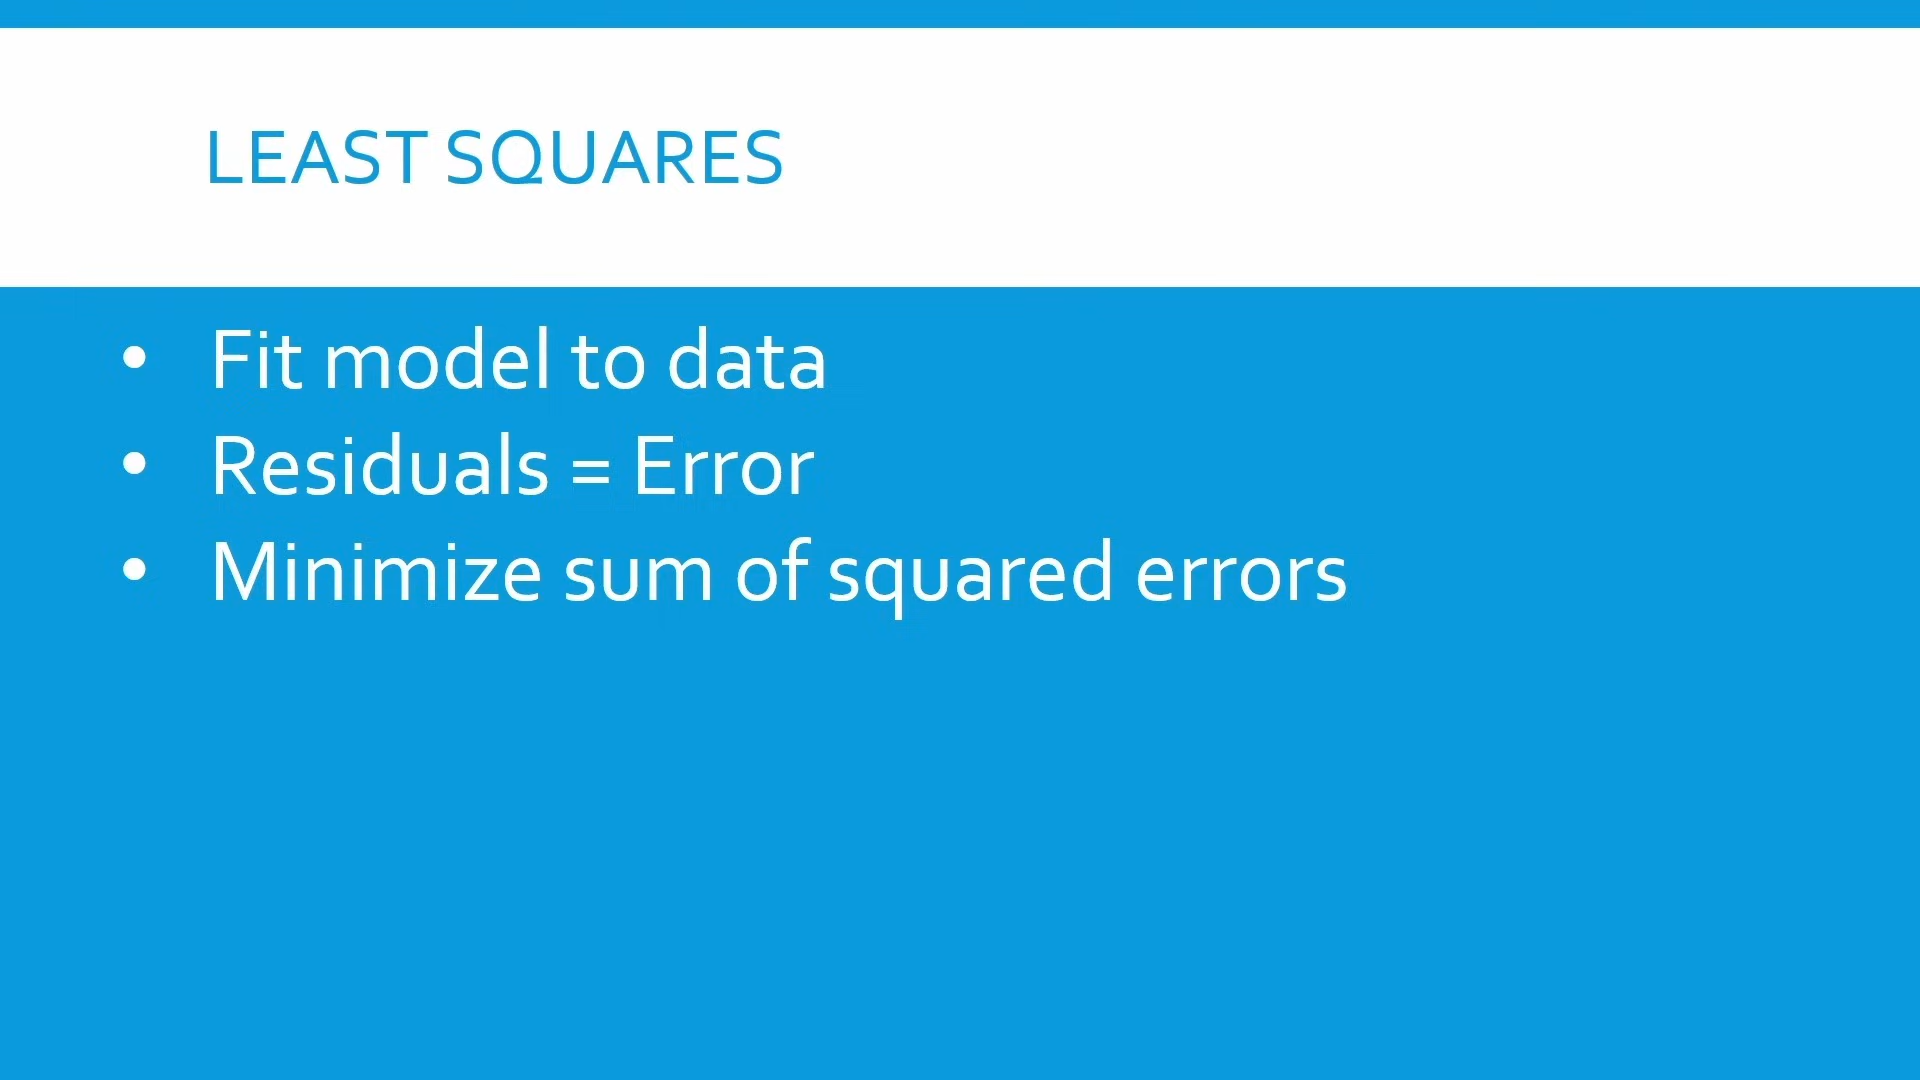 LEAST SQUARES
• Fit model to data
• Residuals = Error
• Minimize sum of squared errors